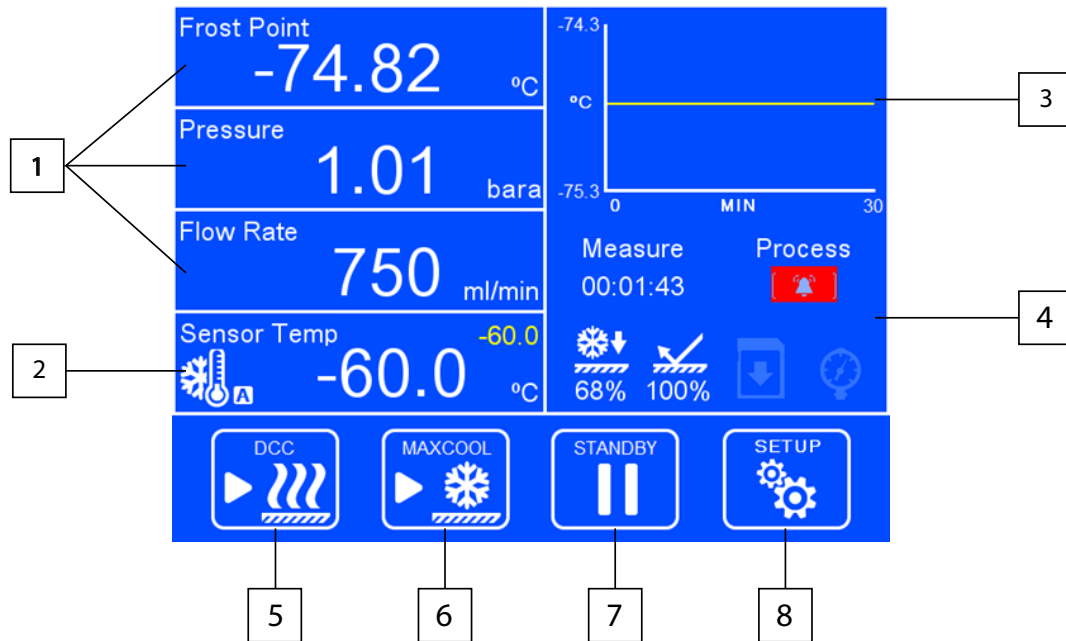 Frost Point
-74.82 ºC
Pressure
1.01 bara
Flow Rate
750 ml/min
Sensor Temp -60.0
-60.0 ºC
A
-74.3
ºC
-75.3
0 MIN 30
Measure Process
00:01:43
68% 100%
DCC MAXCOOL STANDBY SETUP
1
2
3
4
5 6 7 8